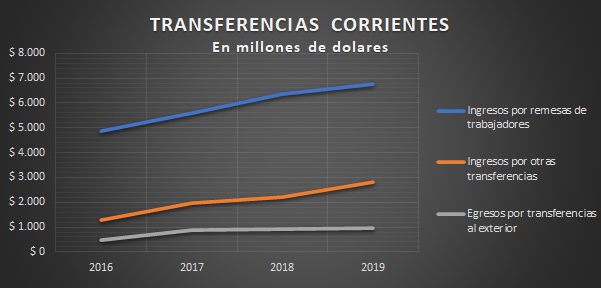 TRANSFERENCIAS CORRIENTES
En millones de dolares
$ 8.000
$ 7.000
$ 6.000
$ 5.000
$ 4.000
$ 3.000
$ 2.000
$ 1.000
$ 0
2016 2017 2018 2019
Ingresos por remesas de
trabajadores
Ingresos por otras
transferencias
Egresos por transferencias
al exterior